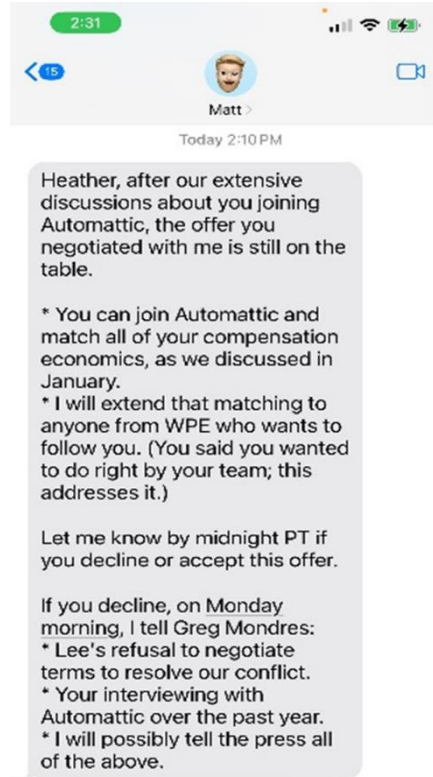 2:31
15
Matt >
Today 2:10 PM
Heather, after our extensive
discussions about you joining
Automattic, the offer you
negotiated with me is still on the
table.
* You can join Automattic and
match all of your compensation
economics, as we discussed in
January.
* I will extend that matching to
anyone from WPE who wants to
follow you. (You said you wanted
to do right by your team; this
addresses it.)
Let me know by midnight PT if
you decline or accept this offer.
If you decline, on Monday
morning, I tell Greg Mondres:
* Lee's refusal to negotiate
terms to resolve our conflict.
* Your interviewing with
Automattic over the past year.
* I will possibly tell the press all
of the above.